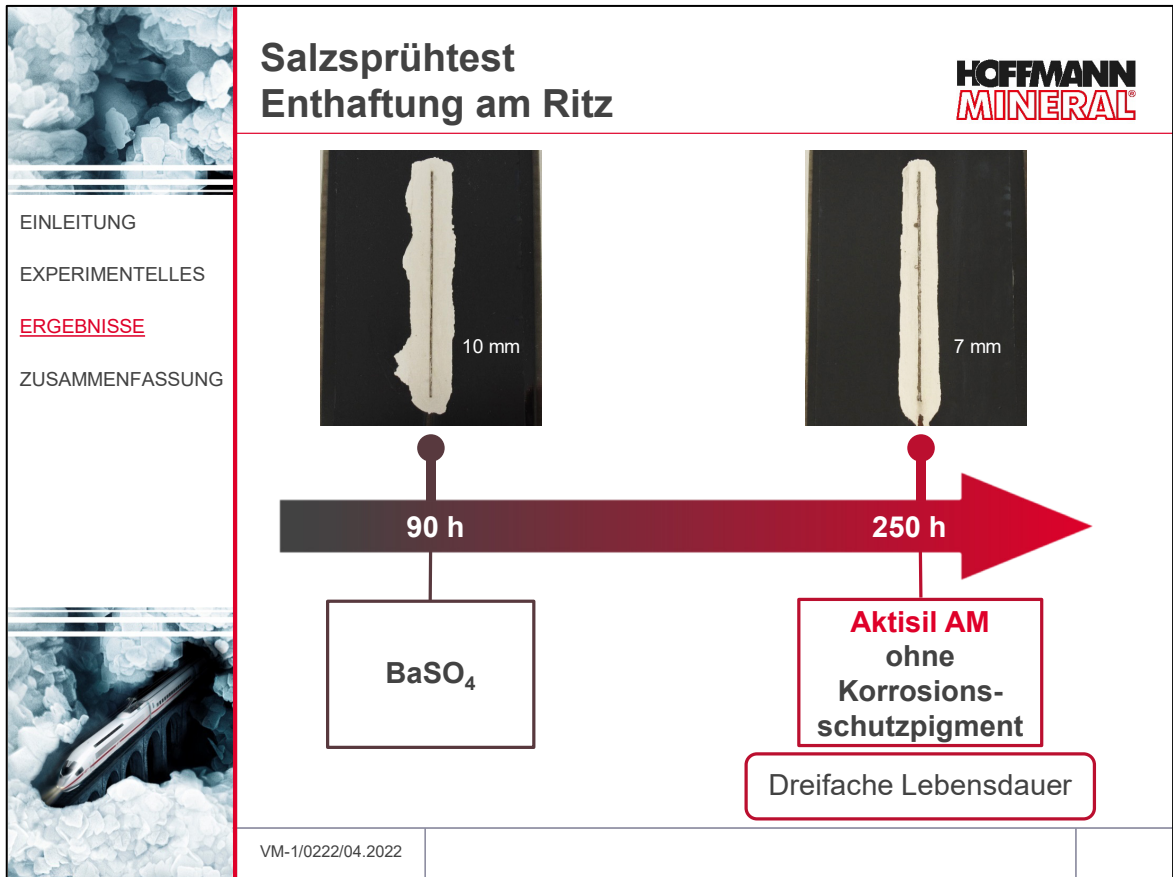 Salzsprühtest
Enthaftung am Ritz
HOFFMANN
MINERAL®
EINLEITUNG
EXPERIMENTELLES
ERGEBNISSE
ZUSAMMENFASSUNG
10 mm
7 mm
90 h
250 h
BaSO₄
Aktisil AM
ohne
Korrosions-
schutzpigment
Dreifache Lebensdauer
VM-1/0222/04.2022